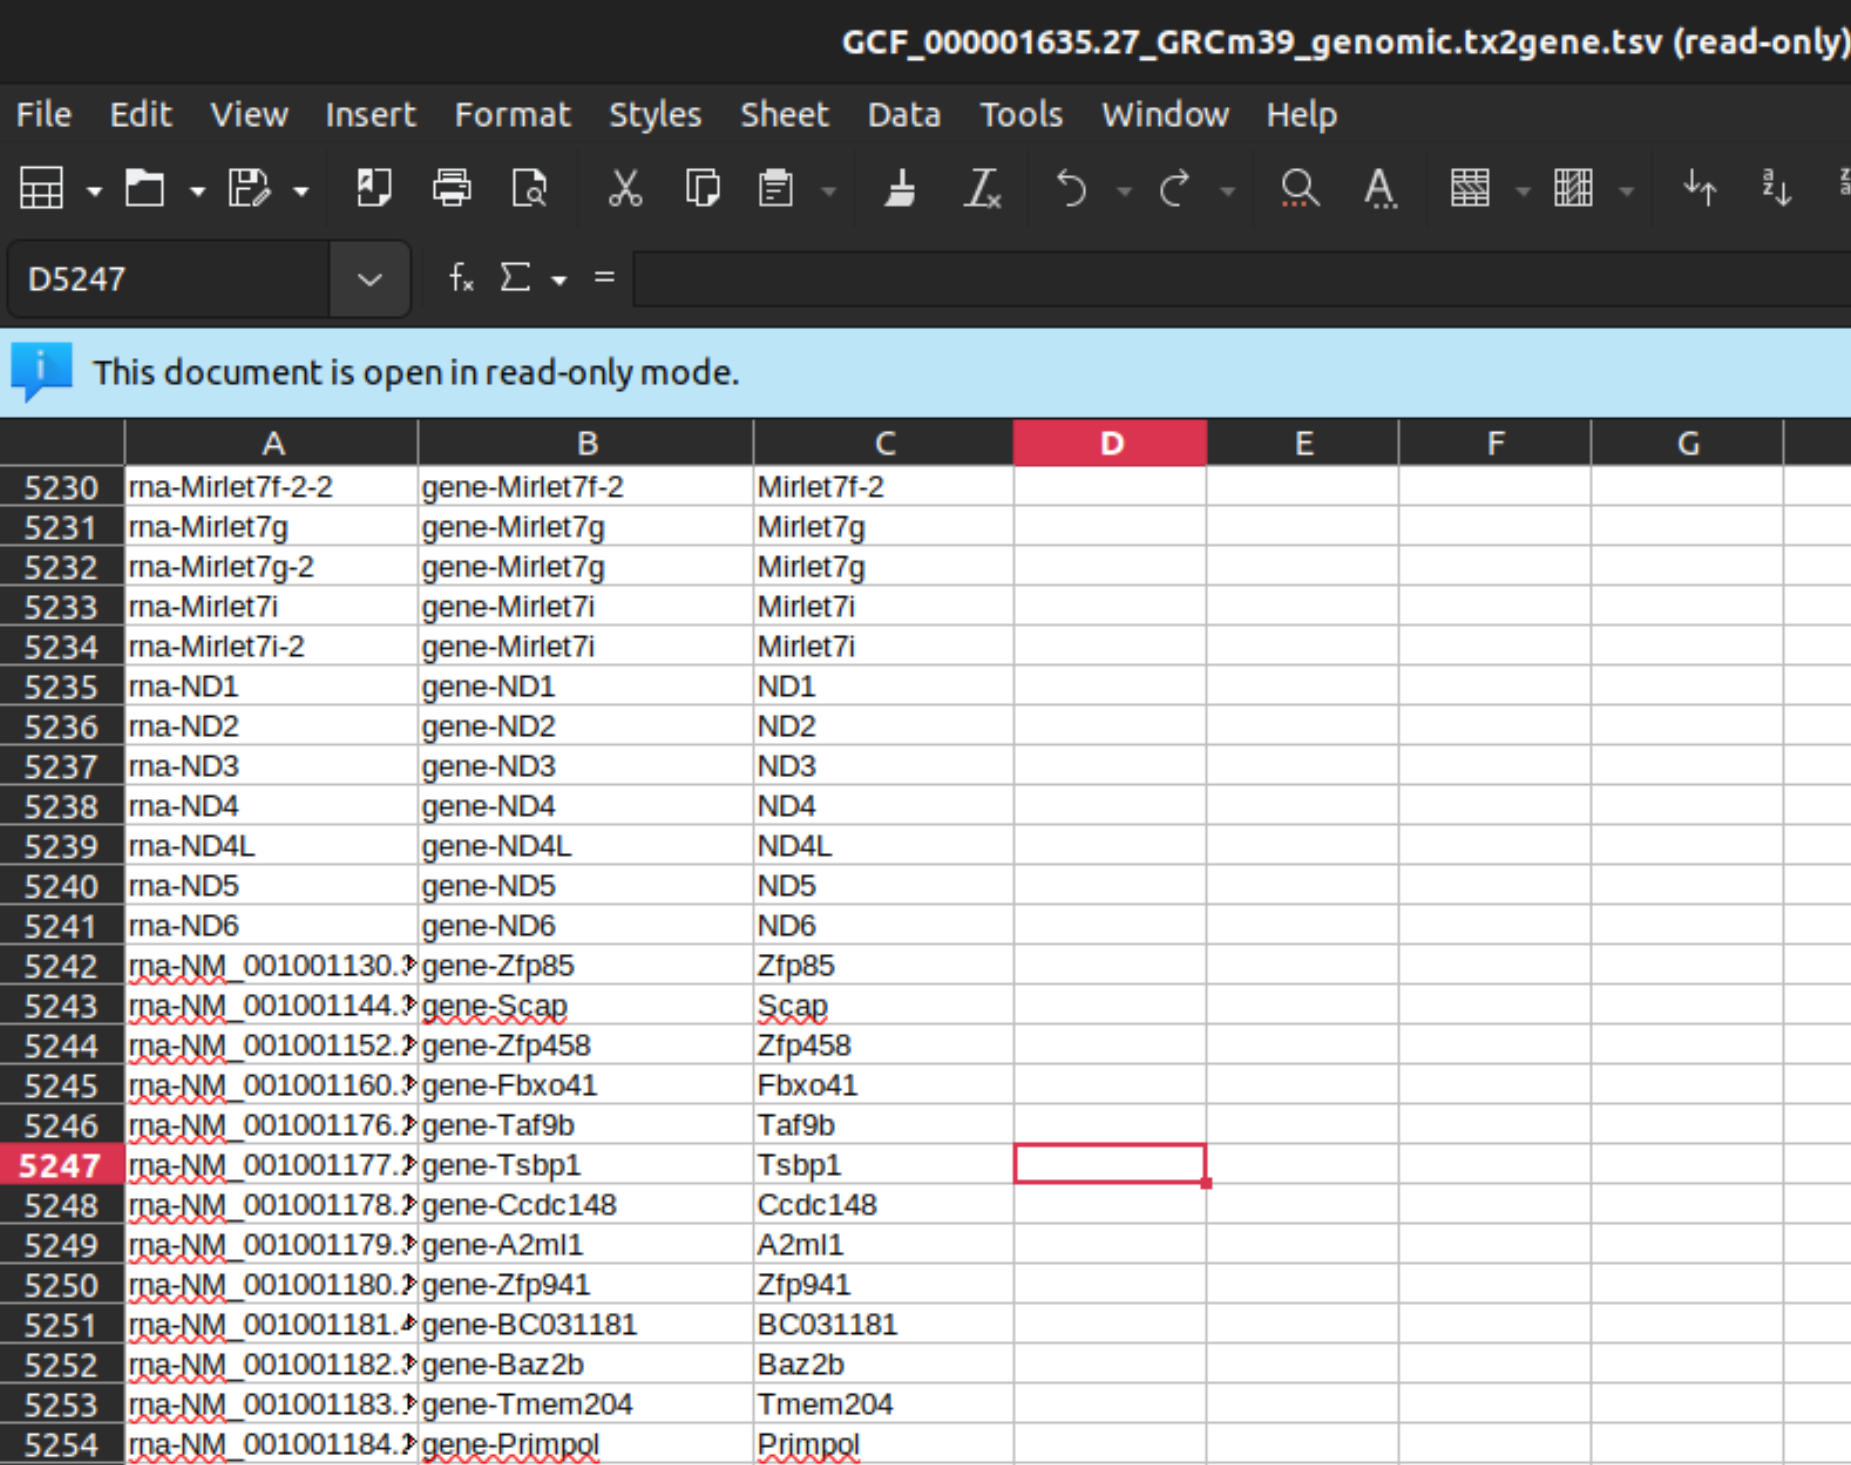 GCF_000001635.27_GRCm39_genomic.tx2gene.tsv (read-only)
File Edit View Insert Format Styles Sheet Data Tools Window Help
D5247
This document is open in read-only mode.
A B C D E F G
5230 rna-Mirlet7f-2-2 gene-Mirlet7f-2 Mirlet7f-2
5231 rna-Mirlet7g gene-Mirlet7g Mirlet7g
5232 rna-Mirlet7g-2 gene-Mirlet7g Mirlet7g
5233 rna-Mirlet7i gene-Mirlet7i Mirlet7i
5234 rna-Mirlet7i-2 gene-Mirlet7i Mirlet7i
5235 rna-ND1 gene-ND1 ND1
5236 rna-ND2 gene-ND2 ND2
5237 rna-ND3 gene-ND3 ND3
5238 rna-ND4 gene-ND4 ND4
5239 rna-ND4L gene-ND4L ND4L
5240 rna-ND5 gene-ND5 ND5
5241 rna-ND6 gene-ND6 ND6
5242 rna-NM_001001130. gene-Zfp85 Zfp85
5243 rna-NM_001001144. gene-Scap Scap
5244 rna-NM_001001152. gene-Zfp458 Zfp458
5245 rna-NM_001001160. gene-Fbxo41 Fbxo41
5246 rna-NM_001001176. gene-Taf9b Taf9b
5247 rna-NM_001001177. gene-Tsbp1 Tsbp1
5248 rna-NM_001001178. gene-Ccdc148 Ccdc148
5249 rna-NM_001001179. gene-A2ml1 A2ml1
5250 rna-NM_001001180. gene-Zfp941 Zfp941
5251 rna-NM_001001181. gene-BC031181 BC031181
5252 rna-NM_001001182. gene-Baz2b Baz2b
5253 rna-NM_001001183. gene-Tmem204 Tmem204
5254 rna-NM_001001184. gene-Primpol Primpol